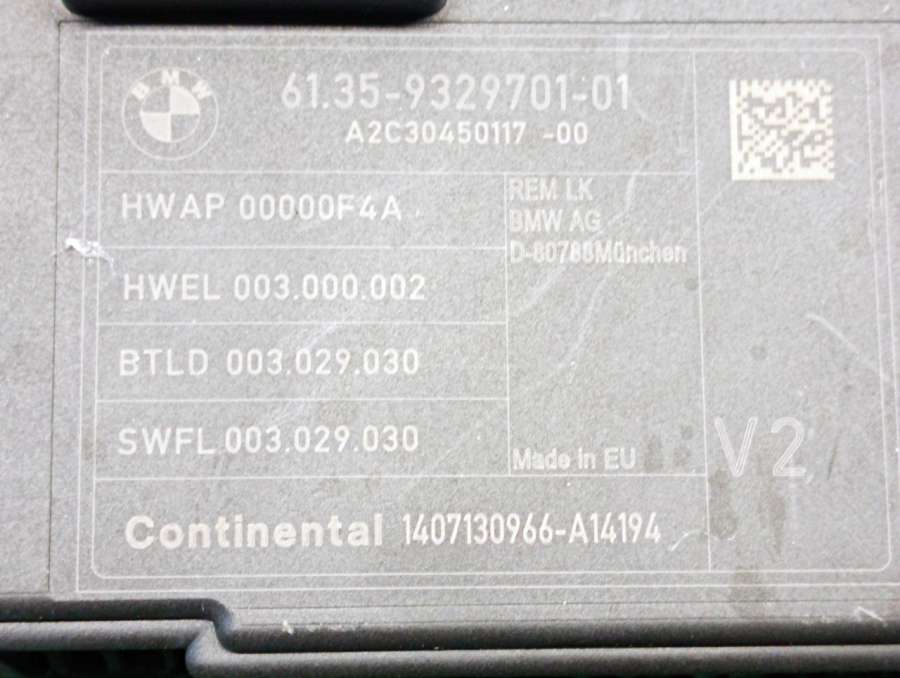 BMW
61.35-9329701-01
A2C30450117 -00
HWAP 00000F4A
HWEL 003.000.002
BTLD 003.029.030
SWFL 003.029.030
REM LK
BMW AG
D-80788München
Made in EU
V2
Continental 1407130966-A14194